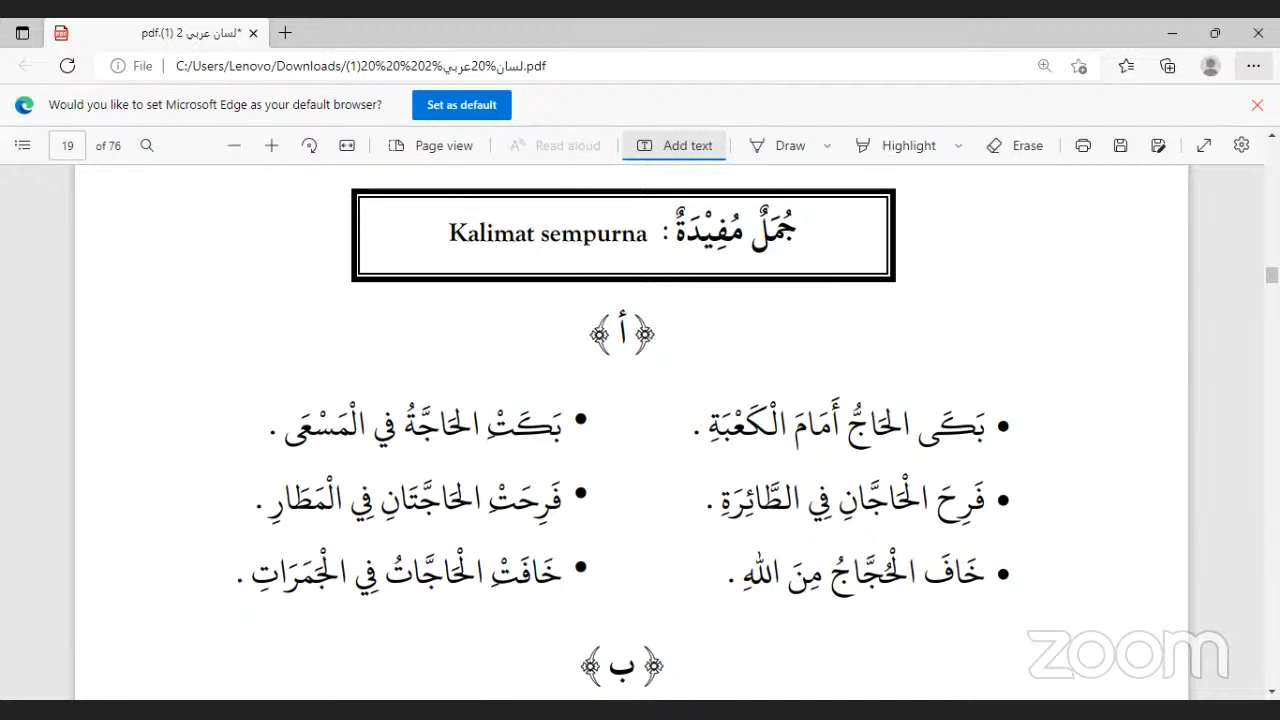 لسان عربي 2 (1).pdf*
File C:/Users/Lenovo/Downloads/(1)20%20%202%لسان%20عربي.pdf
Would you like to set Microsoft Edge as your default browser? Set as default
19 of 76 Page view Read aloud Add text Draw Highlight Erase
جُمَلٌ مُفِيْدَةٌ : Kalimat sempurna
﴿ أ ﴾
• بَكَى الحَاجُّ أَمَامَ الْكَعْبَةِ . • بَكَتْ الحَاجَّةُ في الْمَسْعَى .
• فَرِحَ الْحَاجَّانِ فِي الطَّائِرَةِ . • فَرِحَتْ الحَاجَّتَانِ فِي الْمَطَارِ .
• خَافَ الْحُجَّاجُ مِنَ اللهِ . • خَافَتْ الْحَاجَّاتُ فِي الْجَمَرَاتِ .
﴿ ب ﴾
zoom